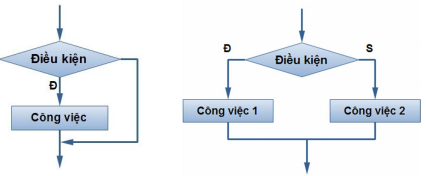 Điều kiện
Đ
Công việc
Điều kiện
Đ
S
Công việc 1
Công việc 2